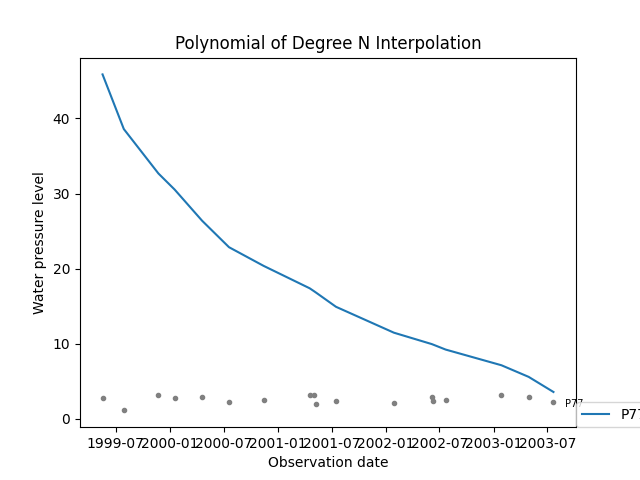 Polynomial of Degree N Interpolation
Water pressure level
40
30
20
10
0
P77
P77
1999-07
2000-01
2000-07
2001-01
2001-07
2002-01
2002-07
2003-01
2003-07
Observation date